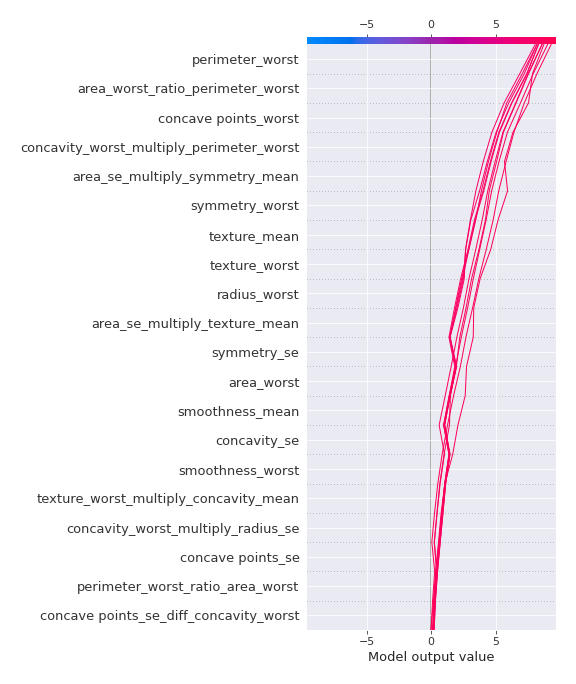 −5 0 5
perimeter_worst
area_worst_ratio_perimeter_worst
concave points_worst
concavity_worst_multiply_perimeter_worst
area_se_multiply_symmetry_mean
symmetry_worst
texture_mean
texture_worst
radius_worst
area_se_multiply_texture_mean
symmetry_se
area_worst
smoothness_mean
concavity_se
smoothness_worst
texture_worst_multiply_concavity_mean
concavity_worst_multiply_radius_se
concave points_se
perimeter_worst_ratio_area_worst
concave points_se_diff_concavity_worst
−5 0 5
Model output value